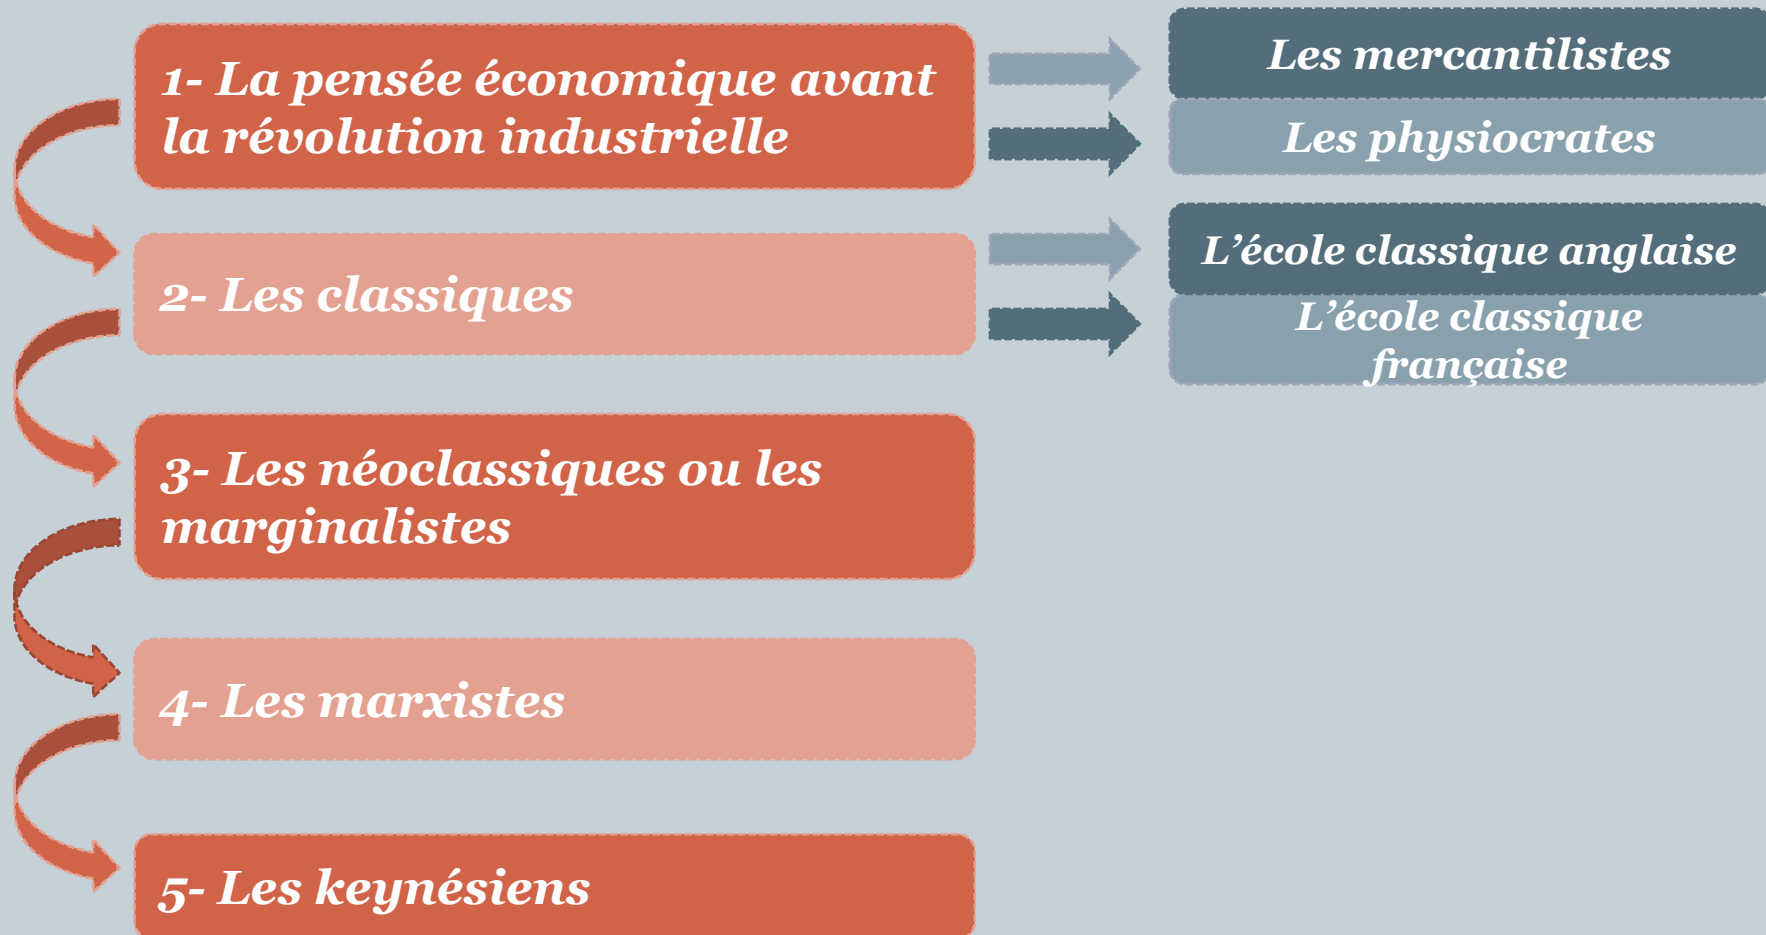 1- La pensée économique avant
la révolution industrielle
Les mercantilistes
Les physiocrates
2- Les classiques
L’école classique anglaise
L’école classique
française
3- Les néoclassiques ou les
marginalistes
4- Les marxistes
5- Les keynésiens